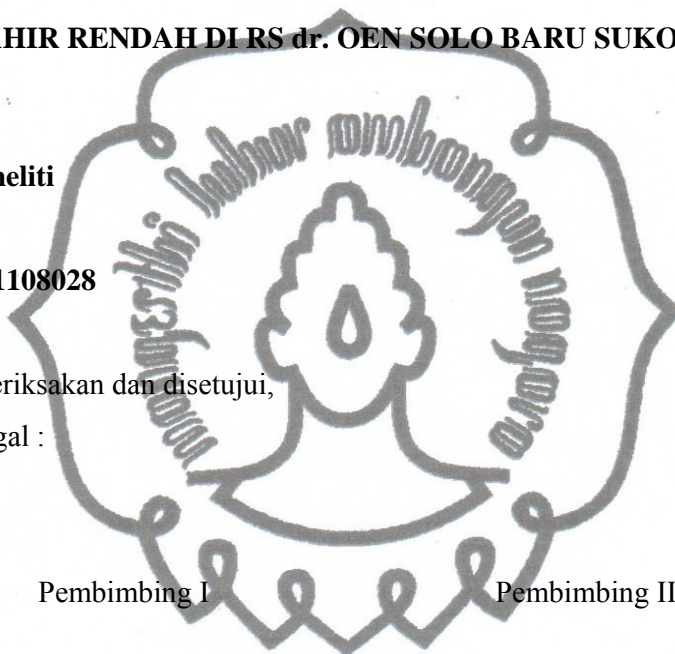 AHIR RENDAH DI RS dr. OEN SOLO BARU SUKO
neliti
1108028
eriksakan dan disetujui,
gal :
Pembimbing I Pembimbing II